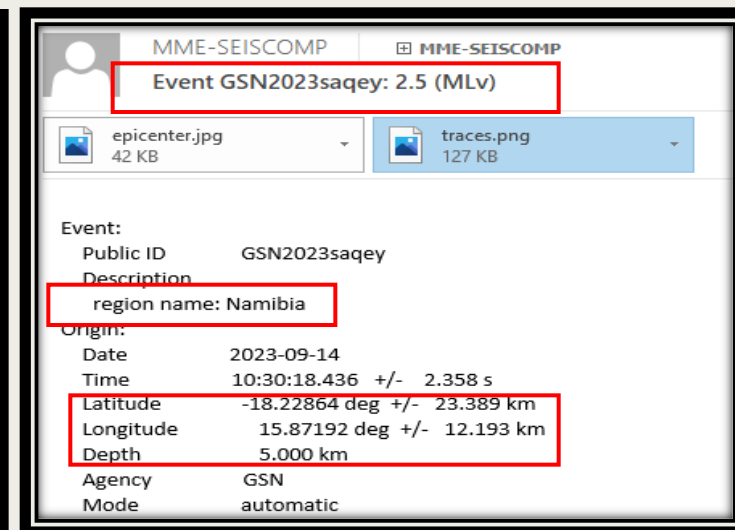 MME-SEISCOMP MME-SEISCOMP
Event GSN2023saqey: 2.5 (MLv)
epicenter.jpg traces.png
42 KB 127 KB
Event:
Public ID GSN2023saqey
Description
region name: Namibia
Origin:
Date 2023-09-14
Time 10:30:18.436 +/- 2.358 s
Latitude -18.22864 deg +/- 23.389 km
Longitude 15.87192 deg +/- 12.193 km
Depth 5.000 km
Agency GSN
Mode automatic